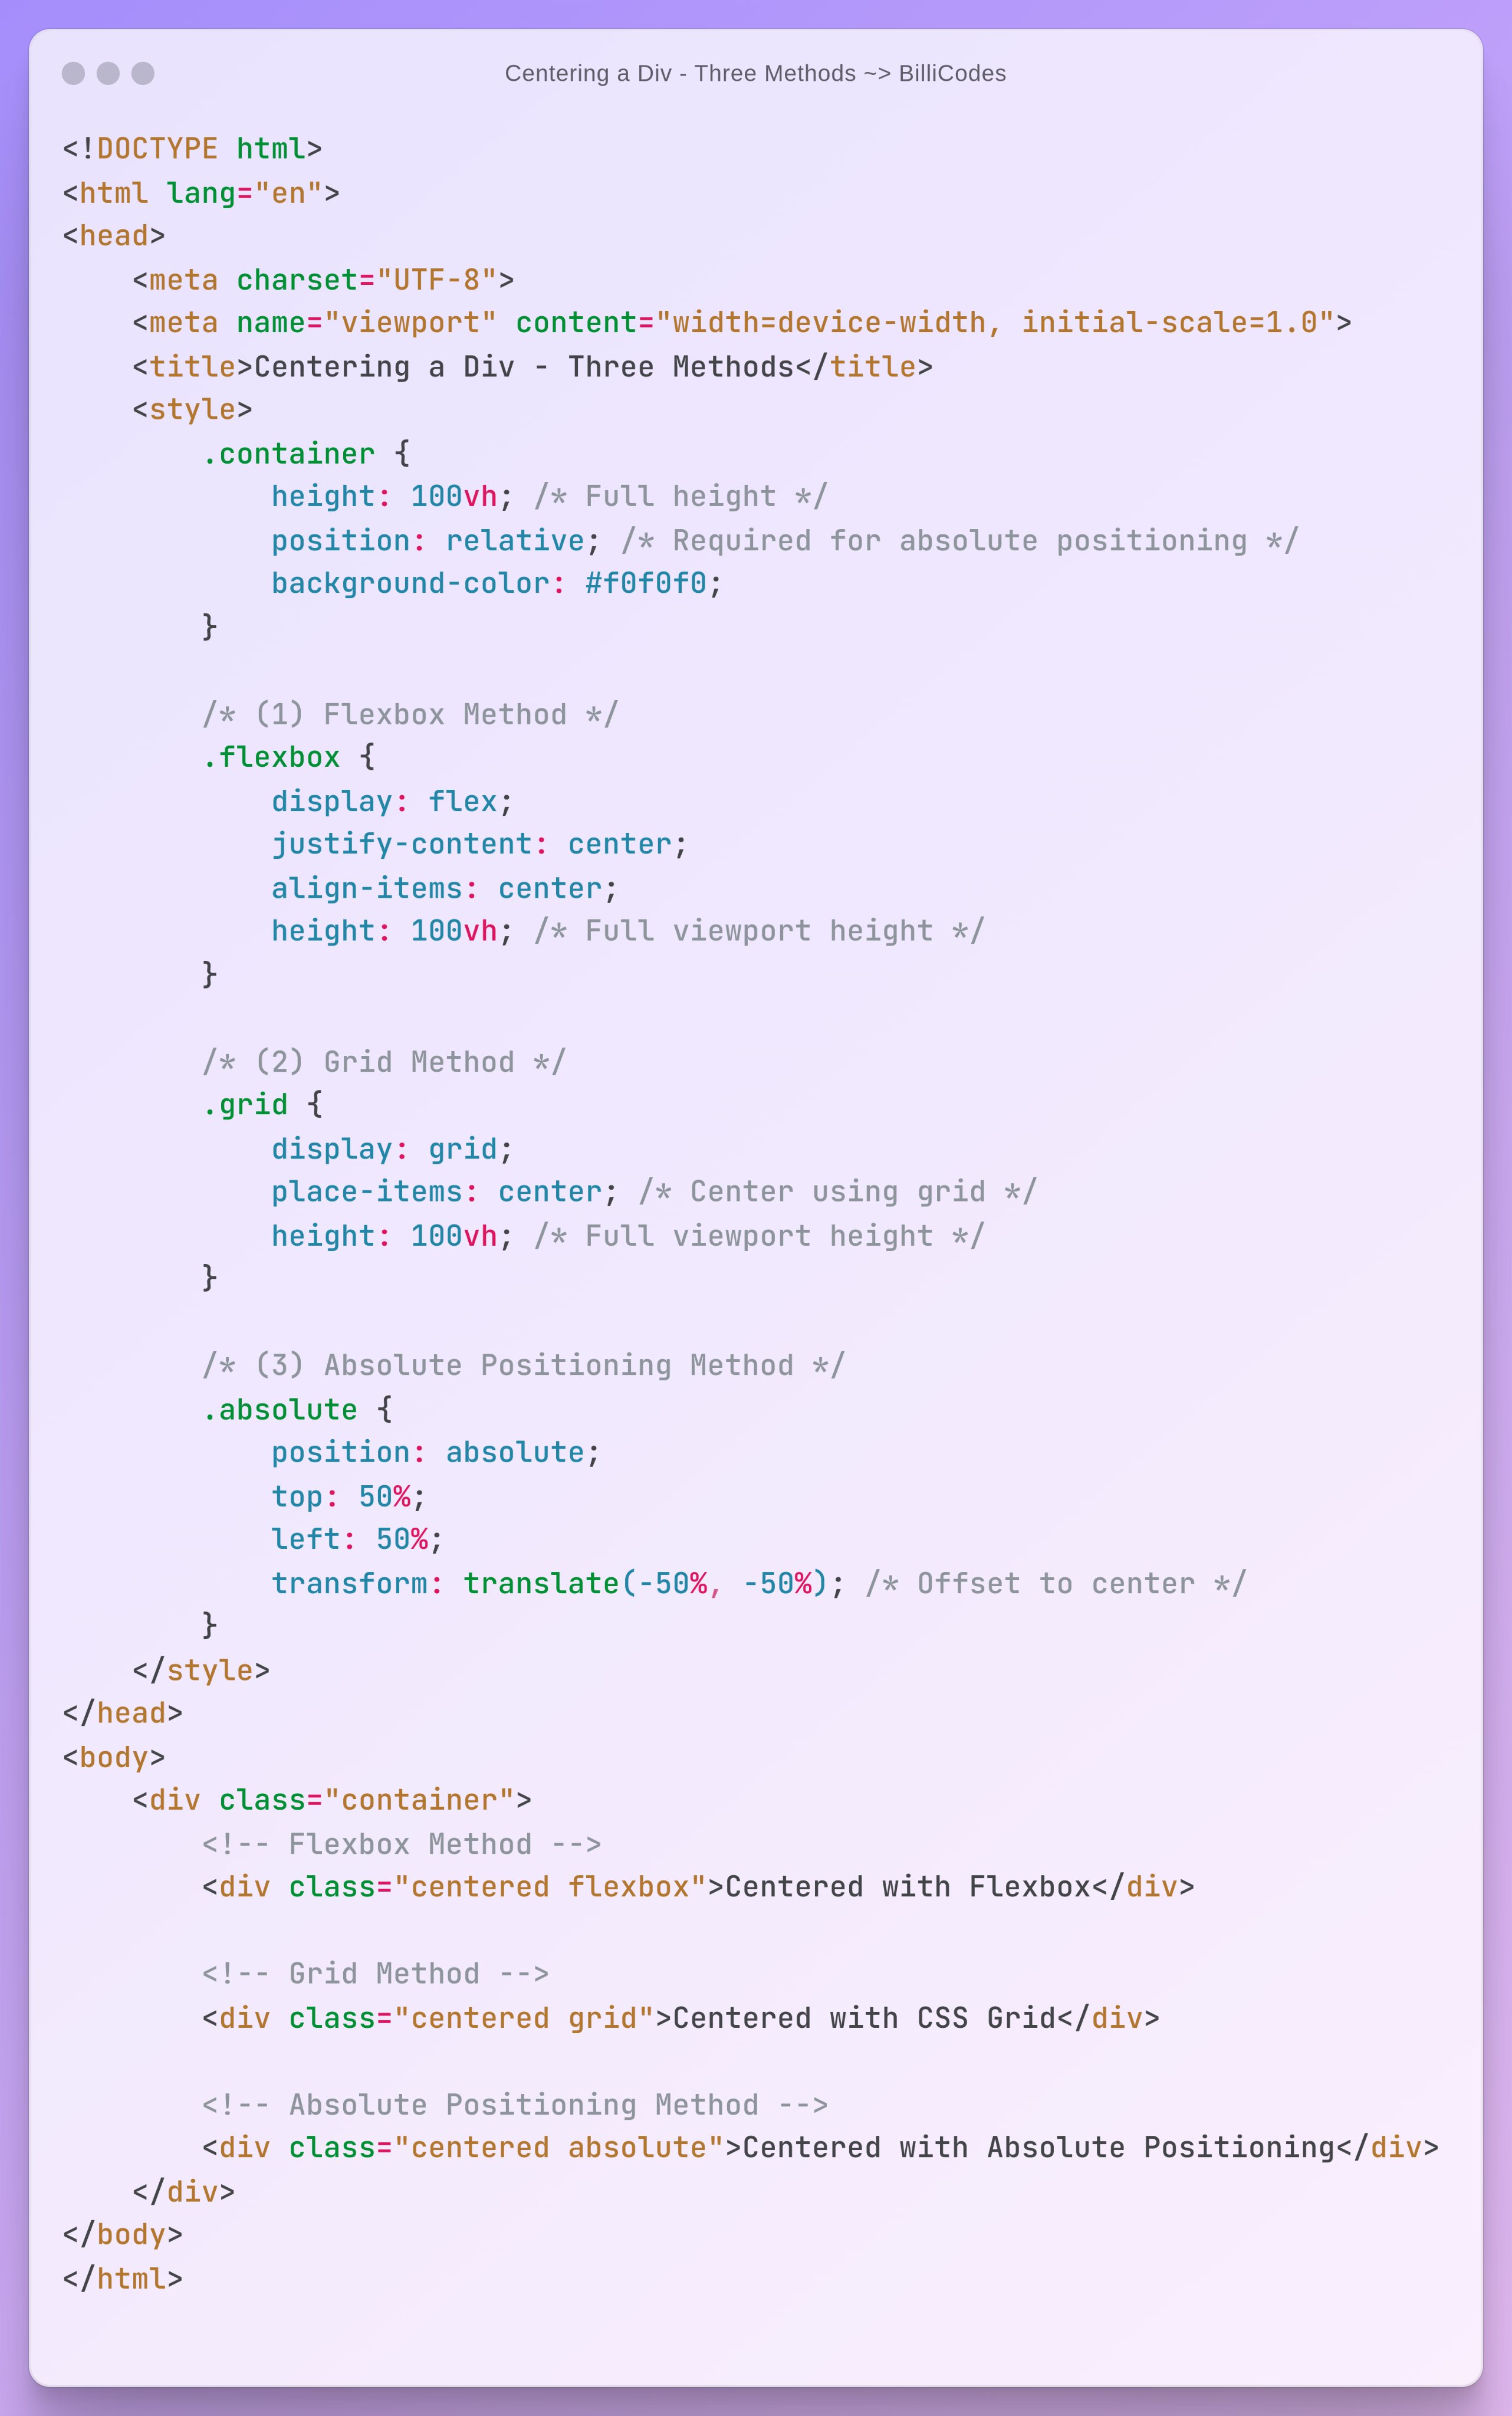 Centering a Div - Three Methods ~> BilliCodes
<!DOCTYPE html>
<html lang="en">
<head>
    <meta charset="UTF-8">
    <meta name="viewport" content="width=device-width, initial-scale=1.0">
    <title>Centering a Div - Three Methods</title>
    <style>
        .container {
            height: 100vh; /* Full height */
            position: relative; /* Required for absolute positioning */
            background-color: #f0f0f0;
        }

        /* (1) Flexbox Method */
        .flexbox {
            display: flex;
            justify-content: center;
            align-items: center;
            height: 100vh; /* Full viewport height */
        }

        /* (2) Grid Method */
        .grid {
            display: grid;
            place-items: center; /* Center using grid */
            height: 100vh; /* Full viewport height */
        }

        /* (3) Absolute Positioning Method */
        .absolute {
            position: absolute;
            top: 50%;
            left: 50%;
            transform: translate(-50%, -50%); /* Offset to center */
        }
    </style>
</head>
<body>
    <div class="container">
        <!-- Flexbox Method -->
        <div class="centered flexbox">Centered with Flexbox</div>

        <!-- Grid Method -->
        <div class="centered grid">Centered with CSS Grid</div>

        <!-- Absolute Positioning Method -->
        <div class="centered absolute">Centered with Absolute Positioning</div>
    </div>
</body>
</html>